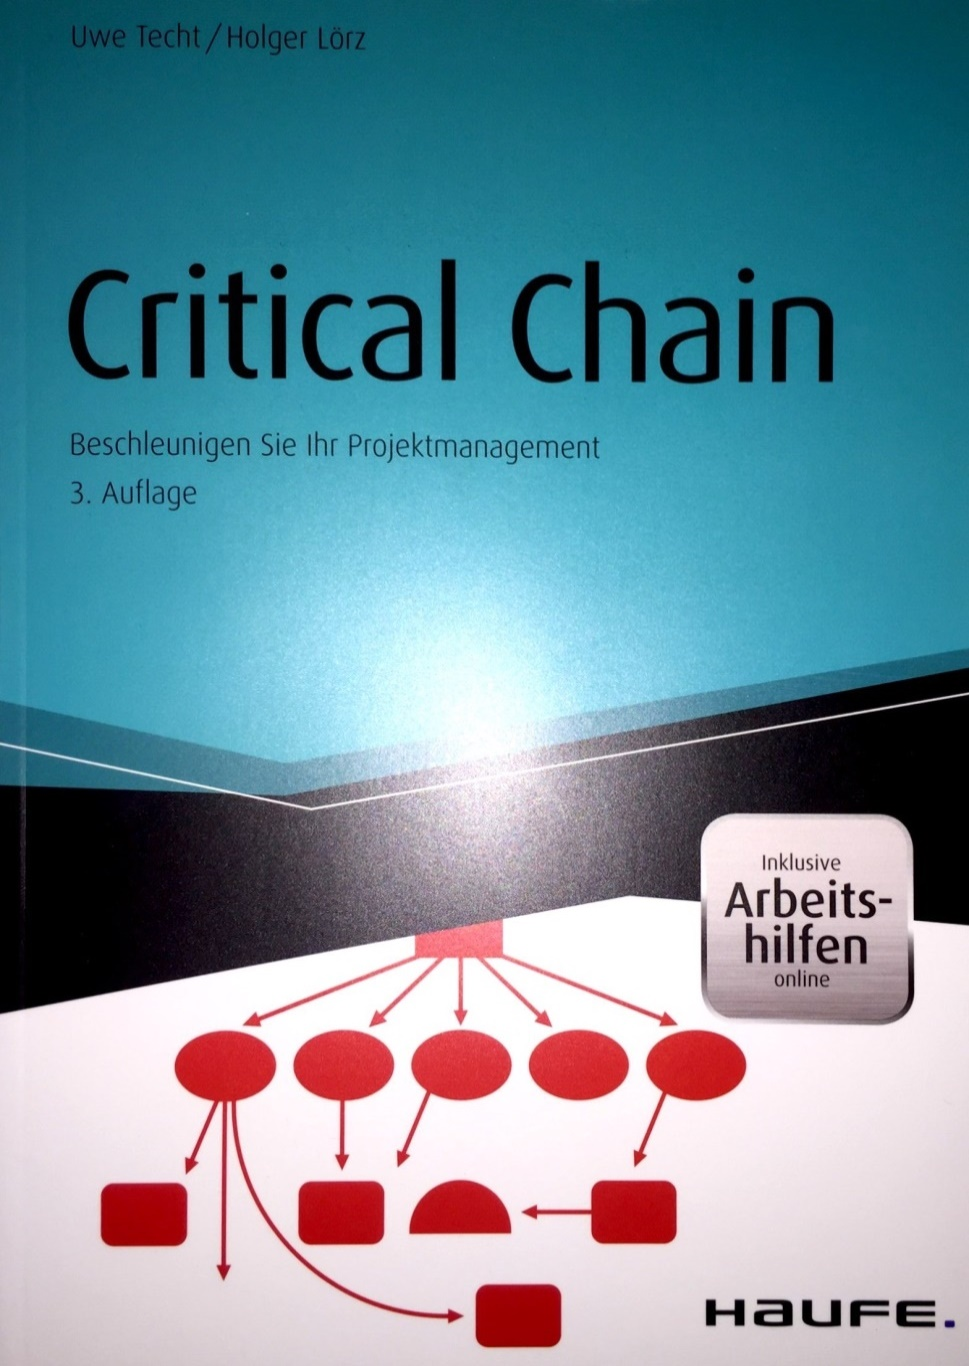 Uwe Techt / Holger Lörz
Critical Chain
Beschleunigen Sie Ihr Projektmanagement
3. Auflage
Inklusive
Arbeits-
hilfen
online
HAUFE.